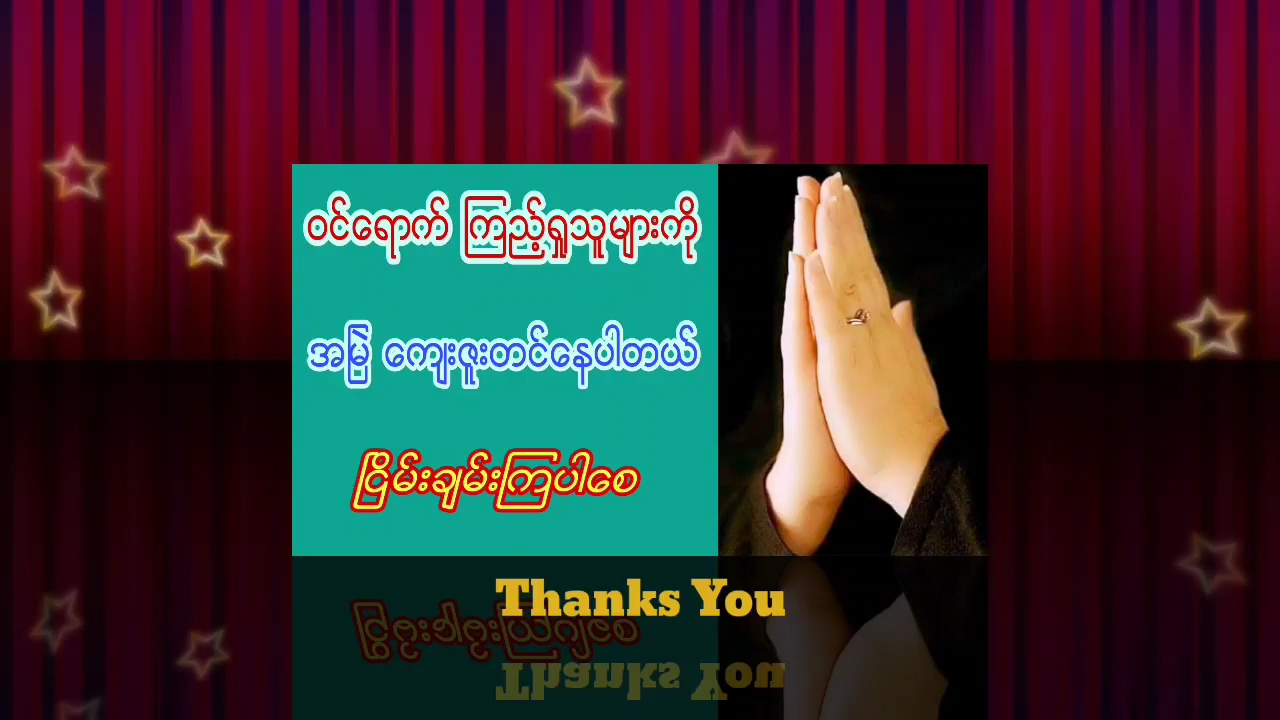 ဝင်ရောက် ကြည့်ရှုသူများကို
အမြဲ ကျေးဇူးတင်နေပါတယ်
ငြိမ်းချမ်းကြပါစေ
Thanks You